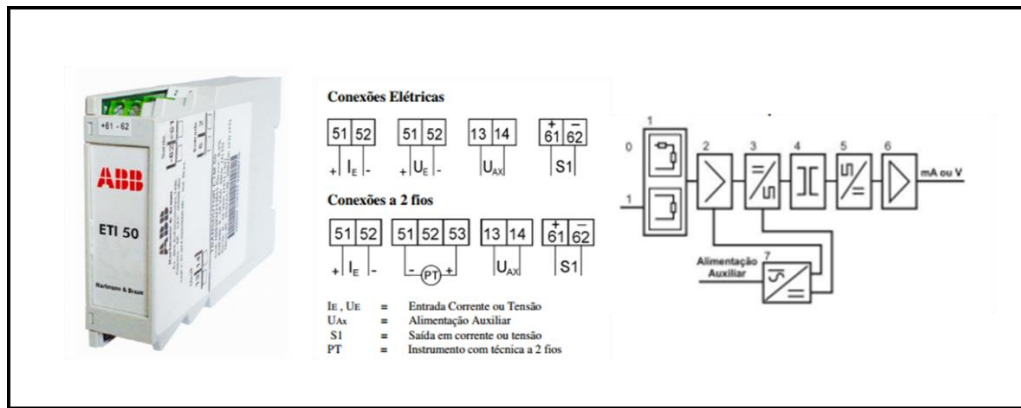 +61 - 62
ABB
ETI 50
Hartmann & Braun
ABB
Conexões Elétricas
51 52 51 52 13 14 + 61 − 62
+ IE - + UE - UAX S1
Conexões a 2 fios
51 52 51 52 53 13 14 + 61 − 62
+ IE - - PT + UAX S1
IE , UE = Entrada Corrente ou Tensão
UAx = Alimentação Auxiliar
S1 = Saída em corrente ou tensão
PT = Instrumento com técnica a 2 fios
1 2 3 4 5 6
0
1
mA ou V
Alimentação
Auxiliar
7